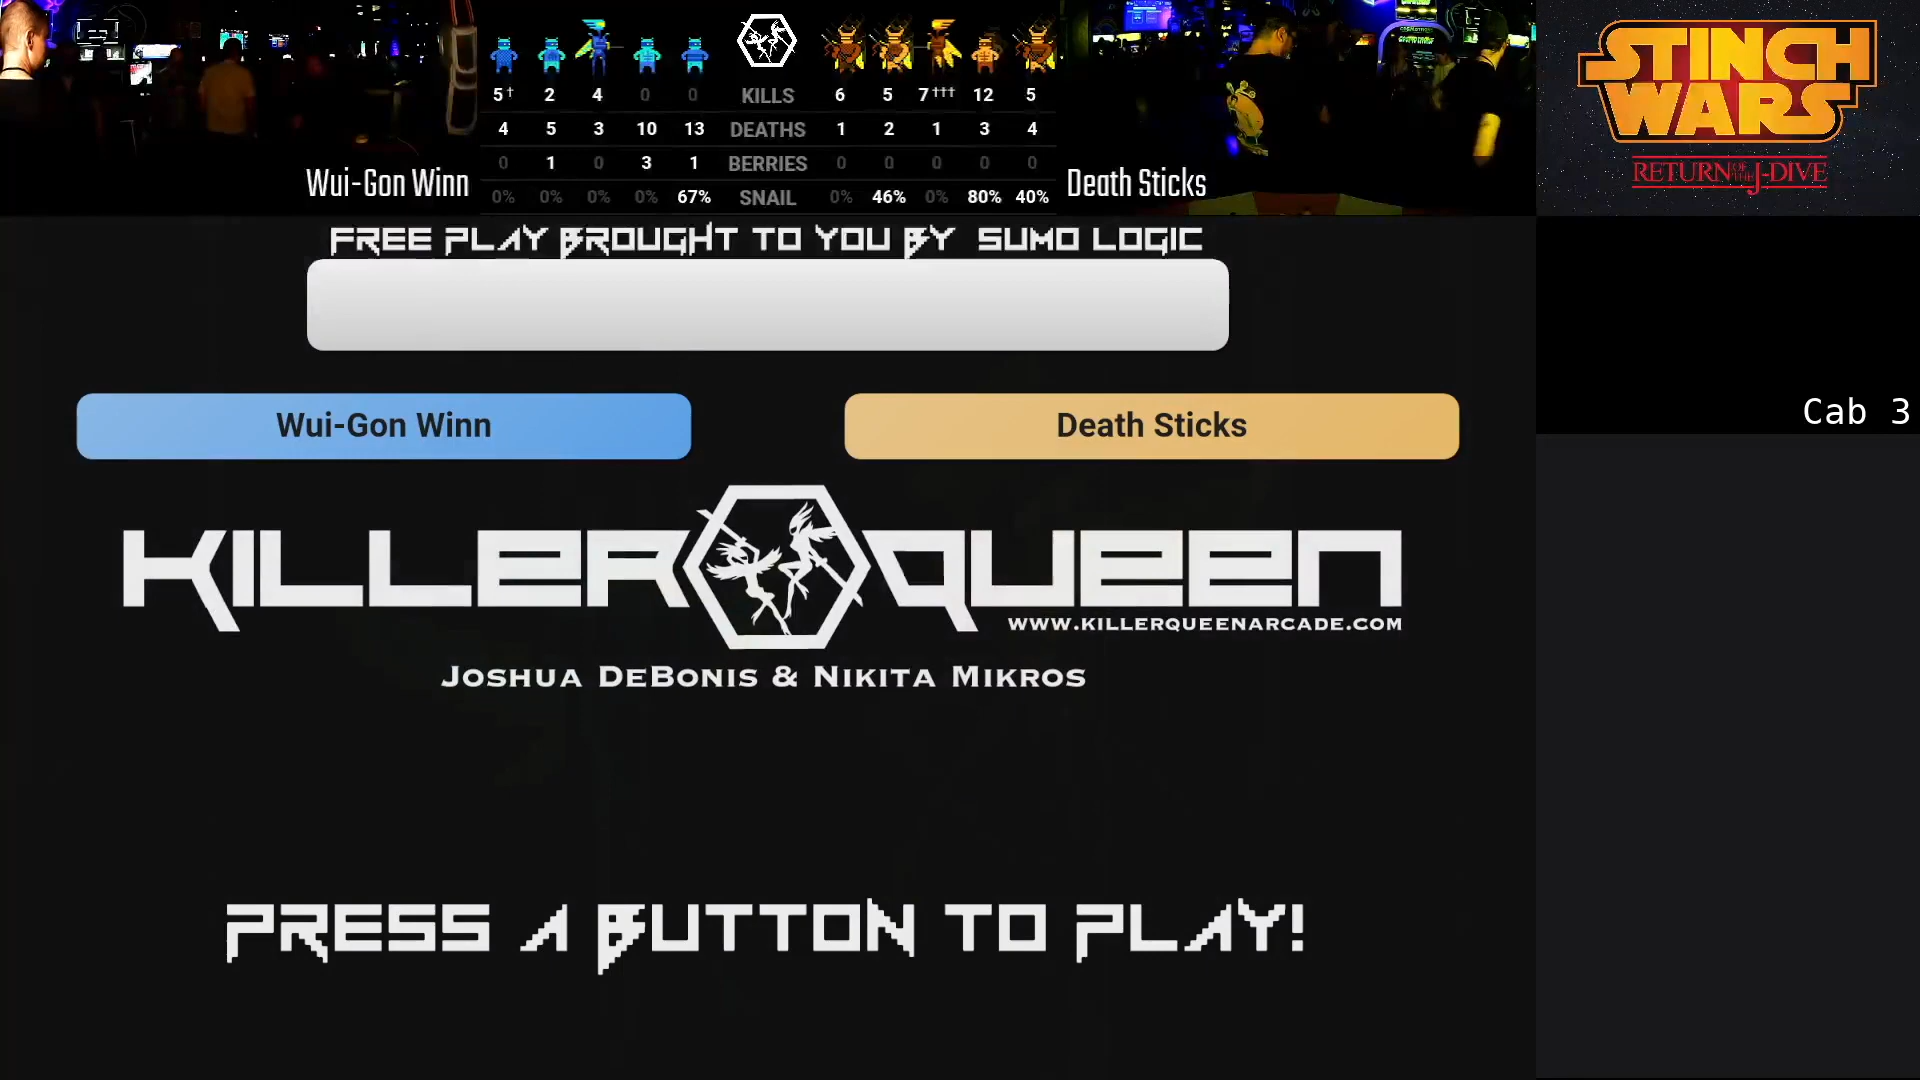 STINCH
WARS
RETURN OF THE J-DIVE
5† 2 4 0 0 KILLS 6 5 7††† 12 5
4 5 3 10 13 DEATHS 1 2 1 3 4
0 1 0 3 1 BERRIES 0 0 0 0 0
0% 0% 0% 0% 67% SNAIL 0% 46% 0% 80% 40%
Wui-Gon Winn
Death Sticks
FREE PLAY BROUGHT TO YOU BY SUMO LOGIC
Cab 3
Wui-Gon Winn
Death Sticks
KILLER QUEEN
WWW.KILLERQUEENARCADE.COM
JOSHUA DEBONIS & NIKITA MIKROS
PRESS A BUTTON TO PLAY!